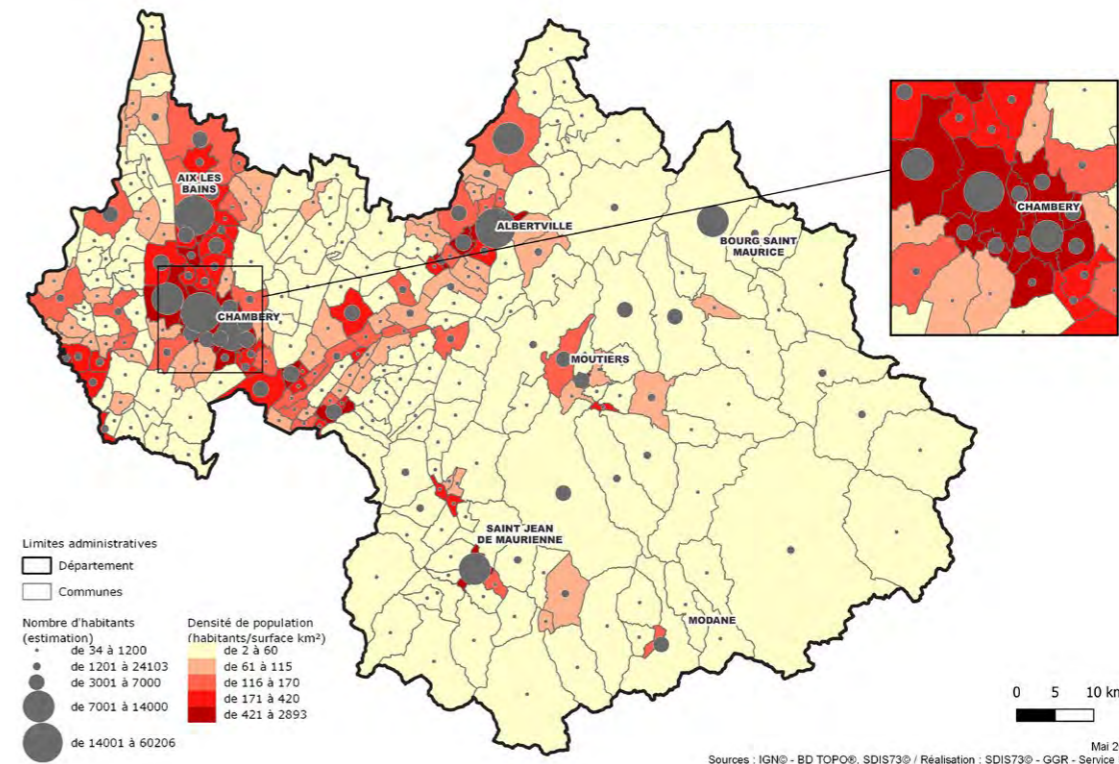 AIX LES
BAINS
ALBERTVILLE
BOURG SAINT
MAURICE
CHAMBERY
CHAMBERY
MOUTIERS
SAINT JEAN
DE MAURIENNE
MODANE
Limites administratives
Département
Communes
Nombre d'habitants
(estimation)
de 34 à 1200
de 1201 à 24103
de 3001 à 7000
de 7001 à 14000
de 14001 à 60206
Densité de population
(habitants/surface km²)
de 2 à 60
de 61 à 115
de 116 à 170
de 171 à 420
de 421 à 2893
0 5 10 km
Mai 2
Sources : IGN© - BD TOPO®, SDIS73© / Réalisation : SDIS73© - GGR - Service